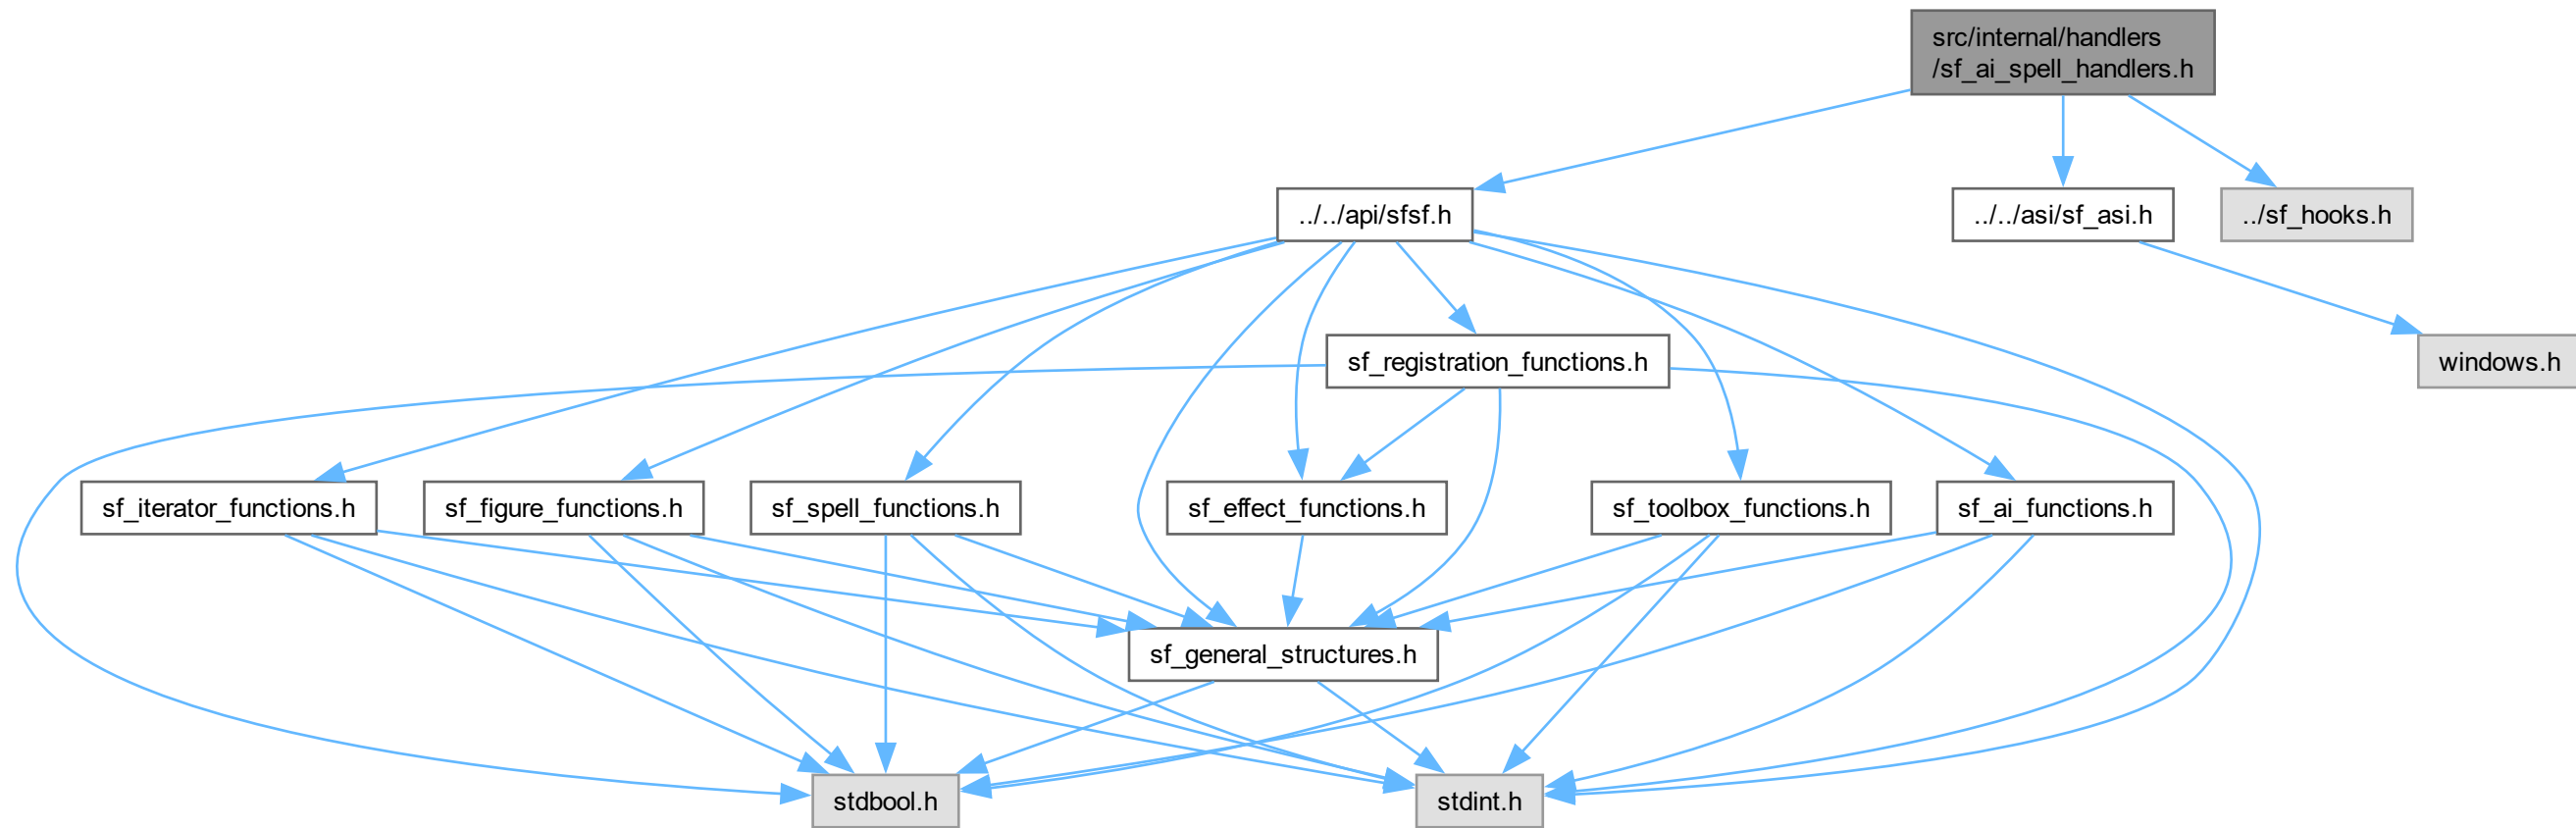 src/internal/handlers
/sf_ai_spell_handlers.h
../../api/sfsf.h
../../asi/sf_asi.h
../sf_hooks.h
sf_registration_functions.h
windows.h
sf_iterator_functions.h
sf_figure_functions.h
sf_spell_functions.h
sf_effect_functions.h
sf_toolbox_functions.h
sf_ai_functions.h
sf_general_structures.h
stdbool.h
stdint.h